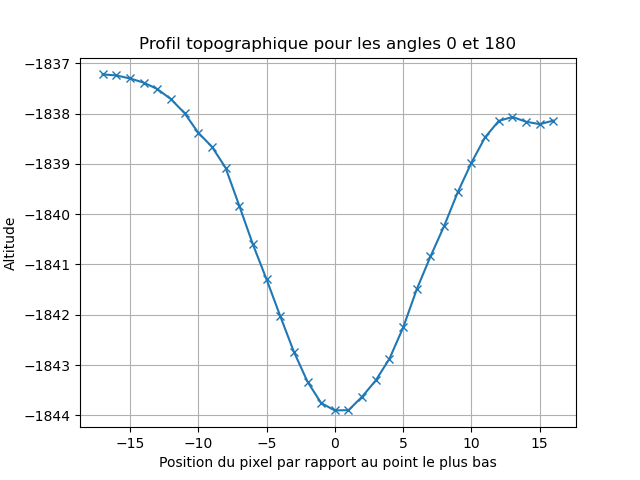 Profil topographique pour les angles 0 et 180
−1837
−1838
−1839
−1840
−1841
−1842
−1843
−1844
Altitude
−15 −10 −5 0 5 10 15
Position du pixel par rapport au point le plus bas